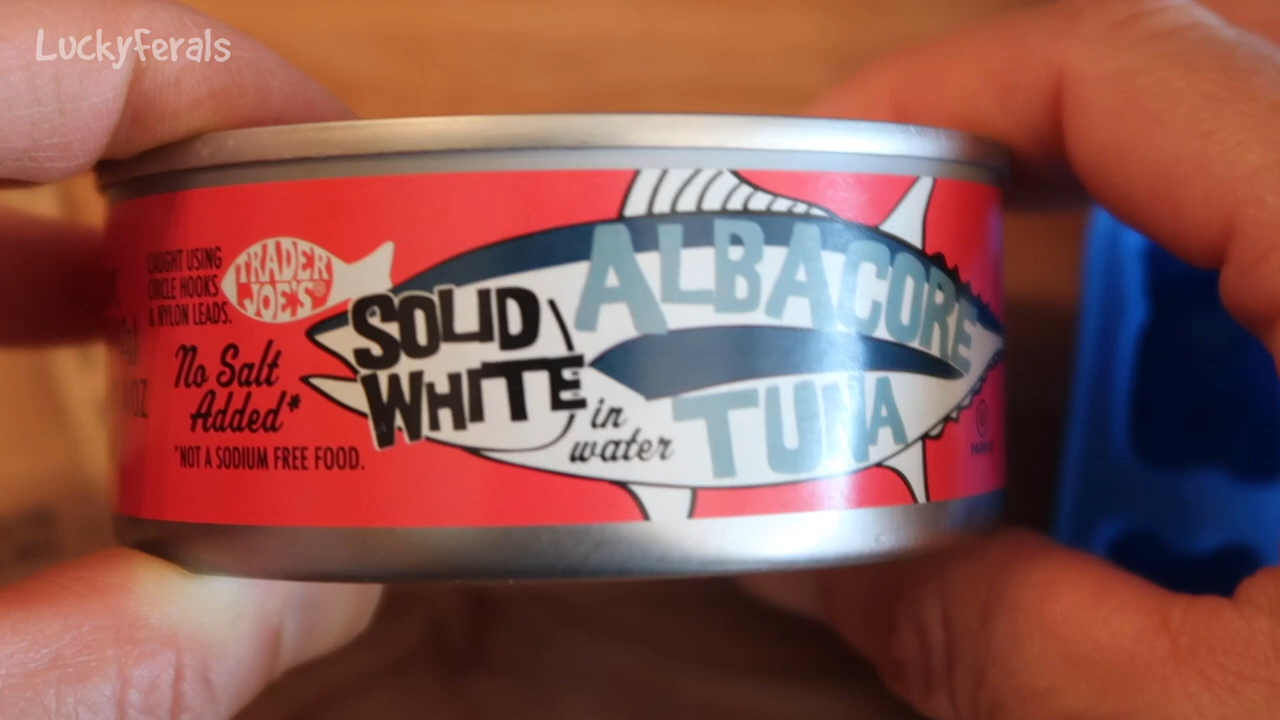 LuckyFerals
CAUGHT USING
CIRCLE HOOKS
& NYLON LEADS.
TRADER
JOE'S®
No Salt
Added*
*NOT A SODIUM FREE FOOD.
SOLID
WHITE
in
water
ALBACORE
TUNA
OZ